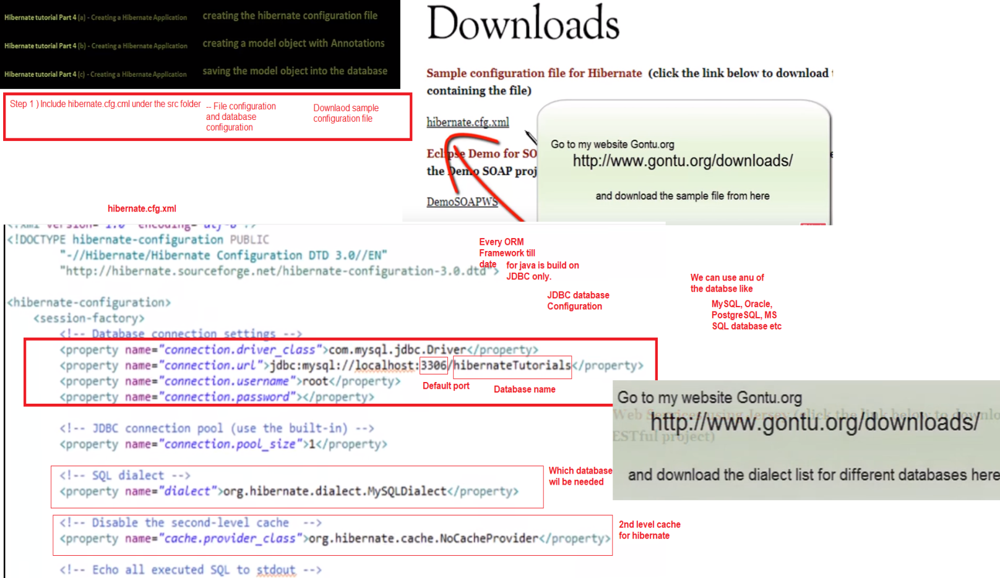 Hibernate tutorial Part 4 (a) - Creating a Hibernate Application creating the hibernate configuration file
Hibernate tutorial Part 4 (b) - Creating a Hibernate Application creating a model object with Annotations
Hibernate tutorial Part 4 (c) - Creating a Hibernate Application saving the model object into the database
Step 1 ) Include hibernate.cfg.cml under the src folder
-- File configuration
and database
configuration
Downlaod sample
configuration file
Downloads
Sample configuration file for Hibernate (click the link below to download
containing the file)
hibernate.cfg.xml
Eclipse Demo for SO
the Demo SOAP proj
DemoSOAPWS
Go to my website Gontu.org
http://www.gontu.org/downloads/
and download the sample file from here
hibernate.cfg.xml
<?xml version="1.0" encoding="utf-8"?>
<!DOCTYPE hibernate-configuration PUBLIC
"-//Hibernate/Hibernate Configuration DTD 3.0//EN"
"http://hibernate.sourceforge.net/hibernate-configuration-3.0.dtd">
Every ORM
Framework till
date
for java is build on
JDBC only.
JDBC database
Configuration
We can use anu of
the databse like
MySQL, Oracle,
PostgreSQL, MS
SQL database etc
<hibernate-configuration>
<session-factory>
<!-- Database connection settings -->
<property name="connection.driver_class">com.mysql.jdbc.Driver</property>
<property name="connection.url">jdbc:mysql://localhost:3306/hibernateTutorials</property>
<property name="connection.username">root</property>
<property name="connection.password"></property>
Default port
Database name
<!-- JDBC connection pool (use the built-in) -->
<property name="connection.pool_size">1</property>
<!-- SQL dialect -->
<property name="dialect">org.hibernate.dialect.MySQLDialect</property>
Which database
wil be needed
Go to my website Gontu.org
Web Services using Jersey (click the link below to downlo
http://www.gontu.org/downloads/
ESTful project)
and download the dialect list for different databases here
<!-- Disable the second-level cache -->
<property name="cache.provider_class">org.hibernate.cache.NoCacheProvider</property>
2nd level cache
for hibernate
<!-- Echo all executed SQL to stdout -->